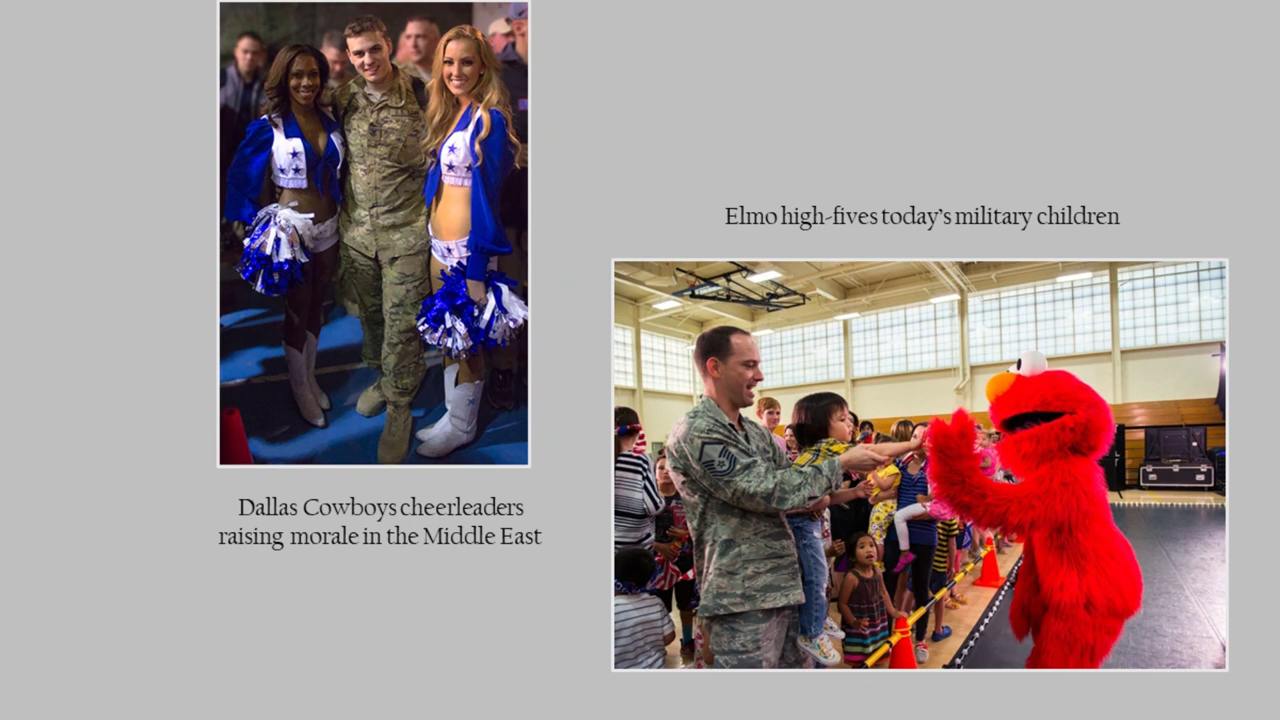 Elmo high-fives today's military children
Dallas Cowboys cheerleaders
raising morale in the Middle East